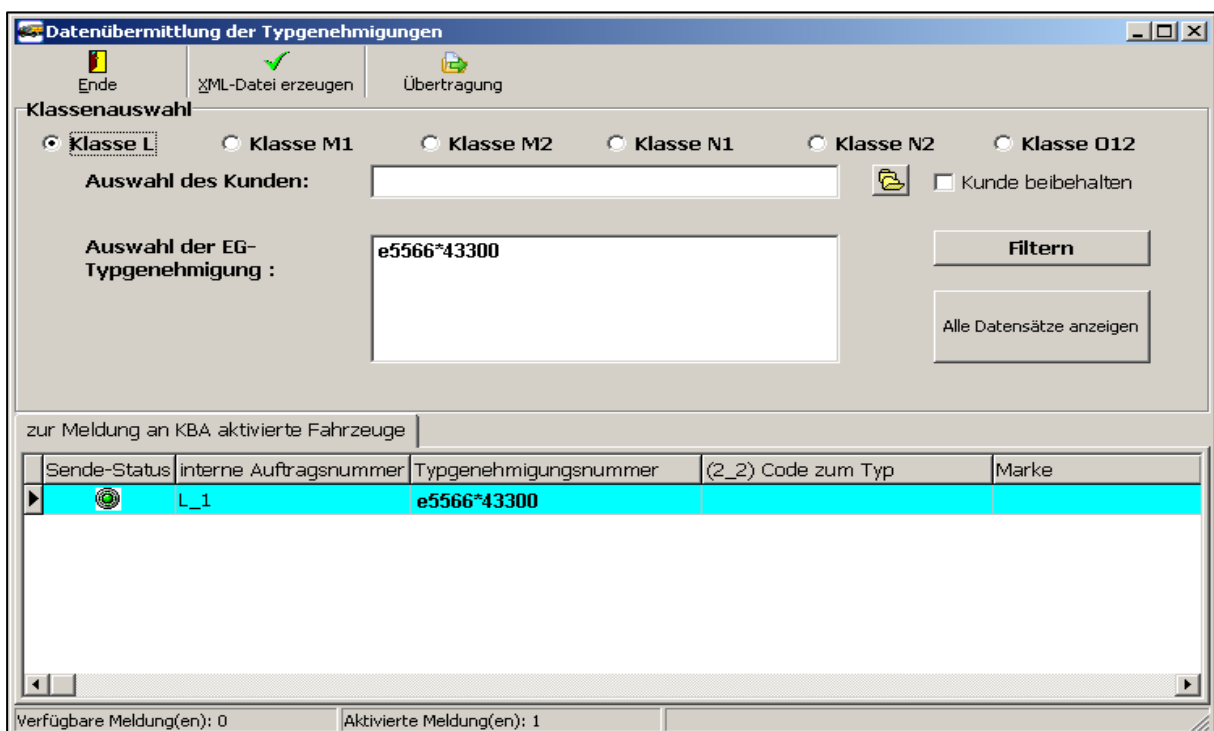 Datenübermittlung der Typgenehmigungen
Ende XML-Datei erzeugen Übertragung
Klassenauswahl
Klasse L Klasse M1 Klasse M2 Klasse N1 Klasse N2 Klasse O12
Auswahl des Kunden: Kunde beibehalten
Auswahl der EG-
Typgenehmigung :
e5566*43300
Filtern
Alle Datensätze anzeigen
zur Meldung an KBA aktivierte Fahrzeuge
Sende-Status interne Auftragsnummer Typgenehmigungsnummer (2_2) Code zum Typ Marke
L_1 e5566*43300
Verfügbare Meldung(en): 0 Aktivierte Meldung(en): 1